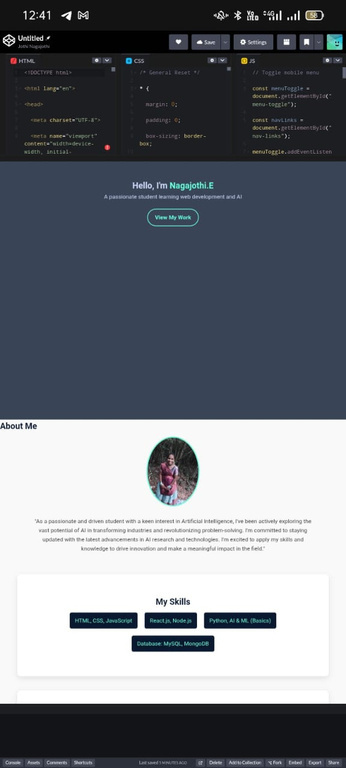 12:41
58
Untitled
Jothi Nagajothi
Save
Settings
HTML
<!DOCTYPE html>
<html lang="en">
<head>
<meta charset="UTF-8">
<meta name="viewport"
content="width=device-
width, initial-
CSS
/* General Reset */
* {
margin: 0;
padding: 0;
box-sizing: border-
box;
JS
// Toggle mobile menu
const menuToggle =
document.getElementById("
menu-toggle");
const navLinks =
document.getElementById("
nav-links");
menuToggle.addEventListen
Hello, I'm Nagajothi.E
A passionate student learning web development and AI
View My Work
About Me
"As a passionate and driven student with a keen interest in Artificial Intelligence, I've been actively exploring the
vast potential of AI in transforming industries and revolutionizing problem-solving. I'm committed to staying
updated with the latest advancements in AI research and technologies. I'm excited to apply my skills and
knowledge to drive innovation and make a meaningful impact in the field."
My Skills
HTML, CSS, JavaScript
React.js, Node.js
Python, AI & ML (Basics)
Database: MySQL, MongoDB
Console Assets Comments Shortcuts
Delete Add to Collection Fork Embed Export Share